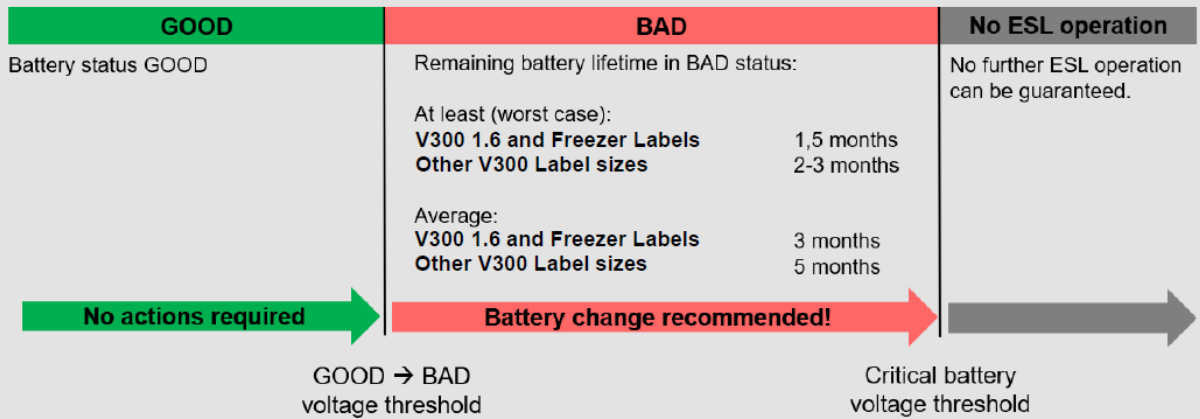 GOOD
BAD
No ESL operation
Battery status GOOD
Remaining battery lifetime in BAD status:
No further ESL operation
can be guaranteed.
At least (worst case):
V300 1.6 and Freezer Labels 1,5 months
Other V300 Label sizes 2-3 months
Average:
V300 1.6 and Freezer Labels 3 months
Other V300 Label sizes 5 months
No actions required
Battery change recommended!
GOOD → BAD
voltage threshold
Critical battery
voltage threshold